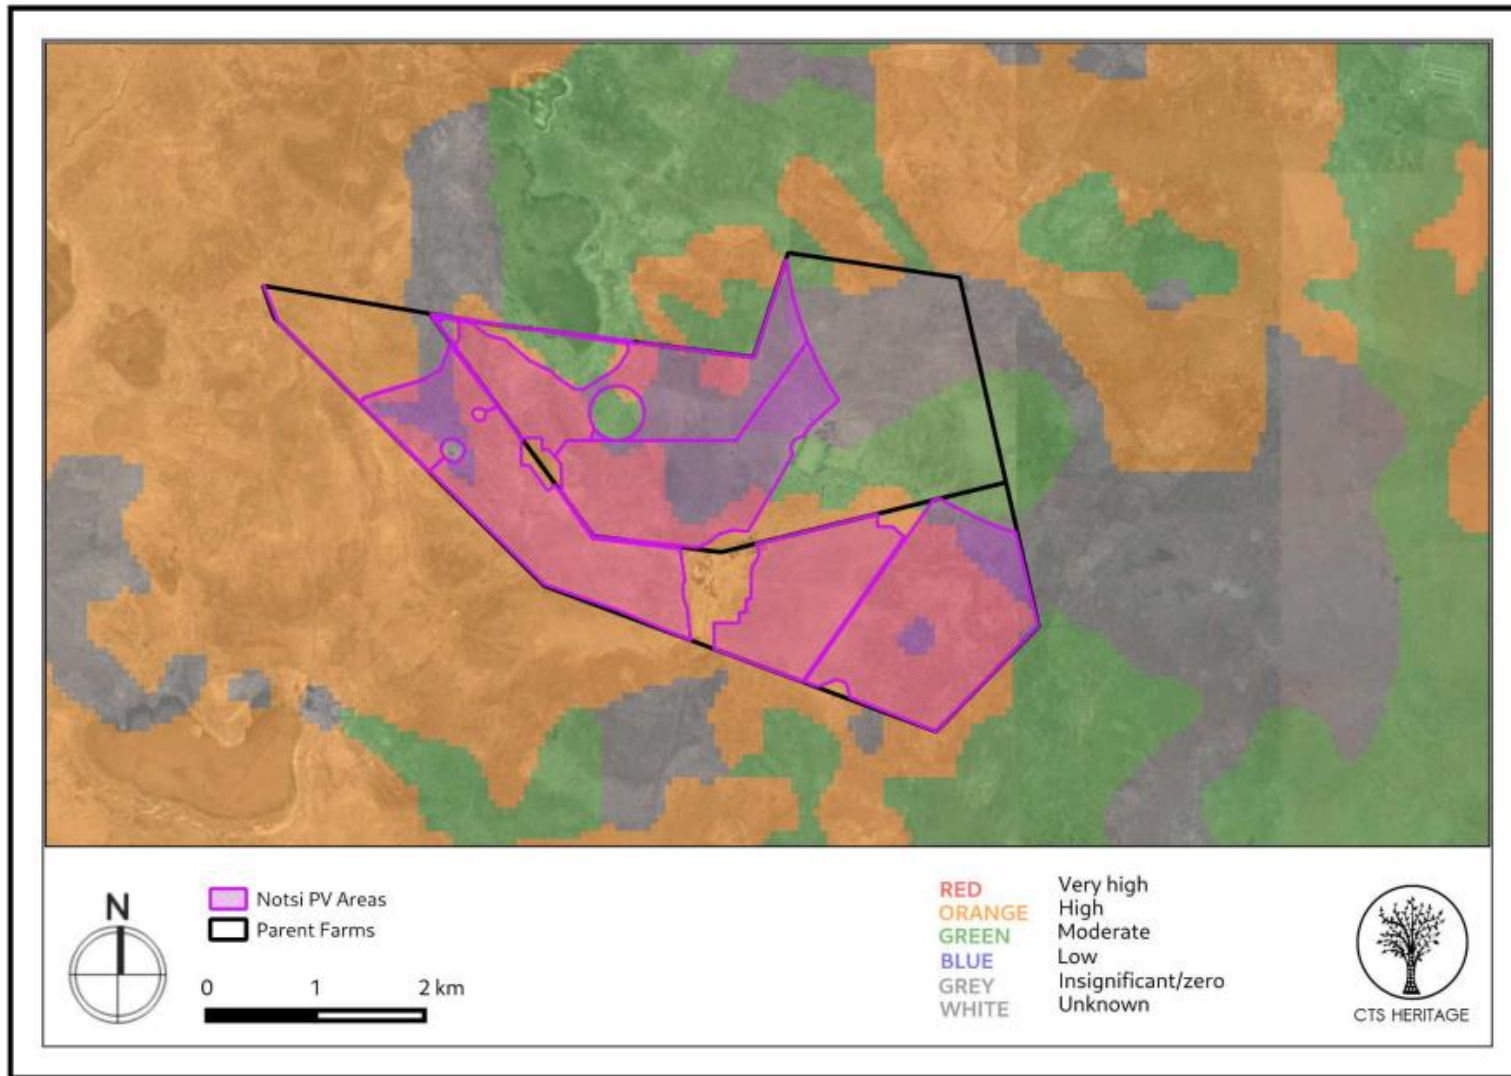 N
Notsi PV Areas
Parent Farms
0 1 2 km
RED Very high
ORANGE High
GREEN Moderate
BLUE Low
GREY Insignificant/zero
WHITE Unknown
CTS HERITAGE